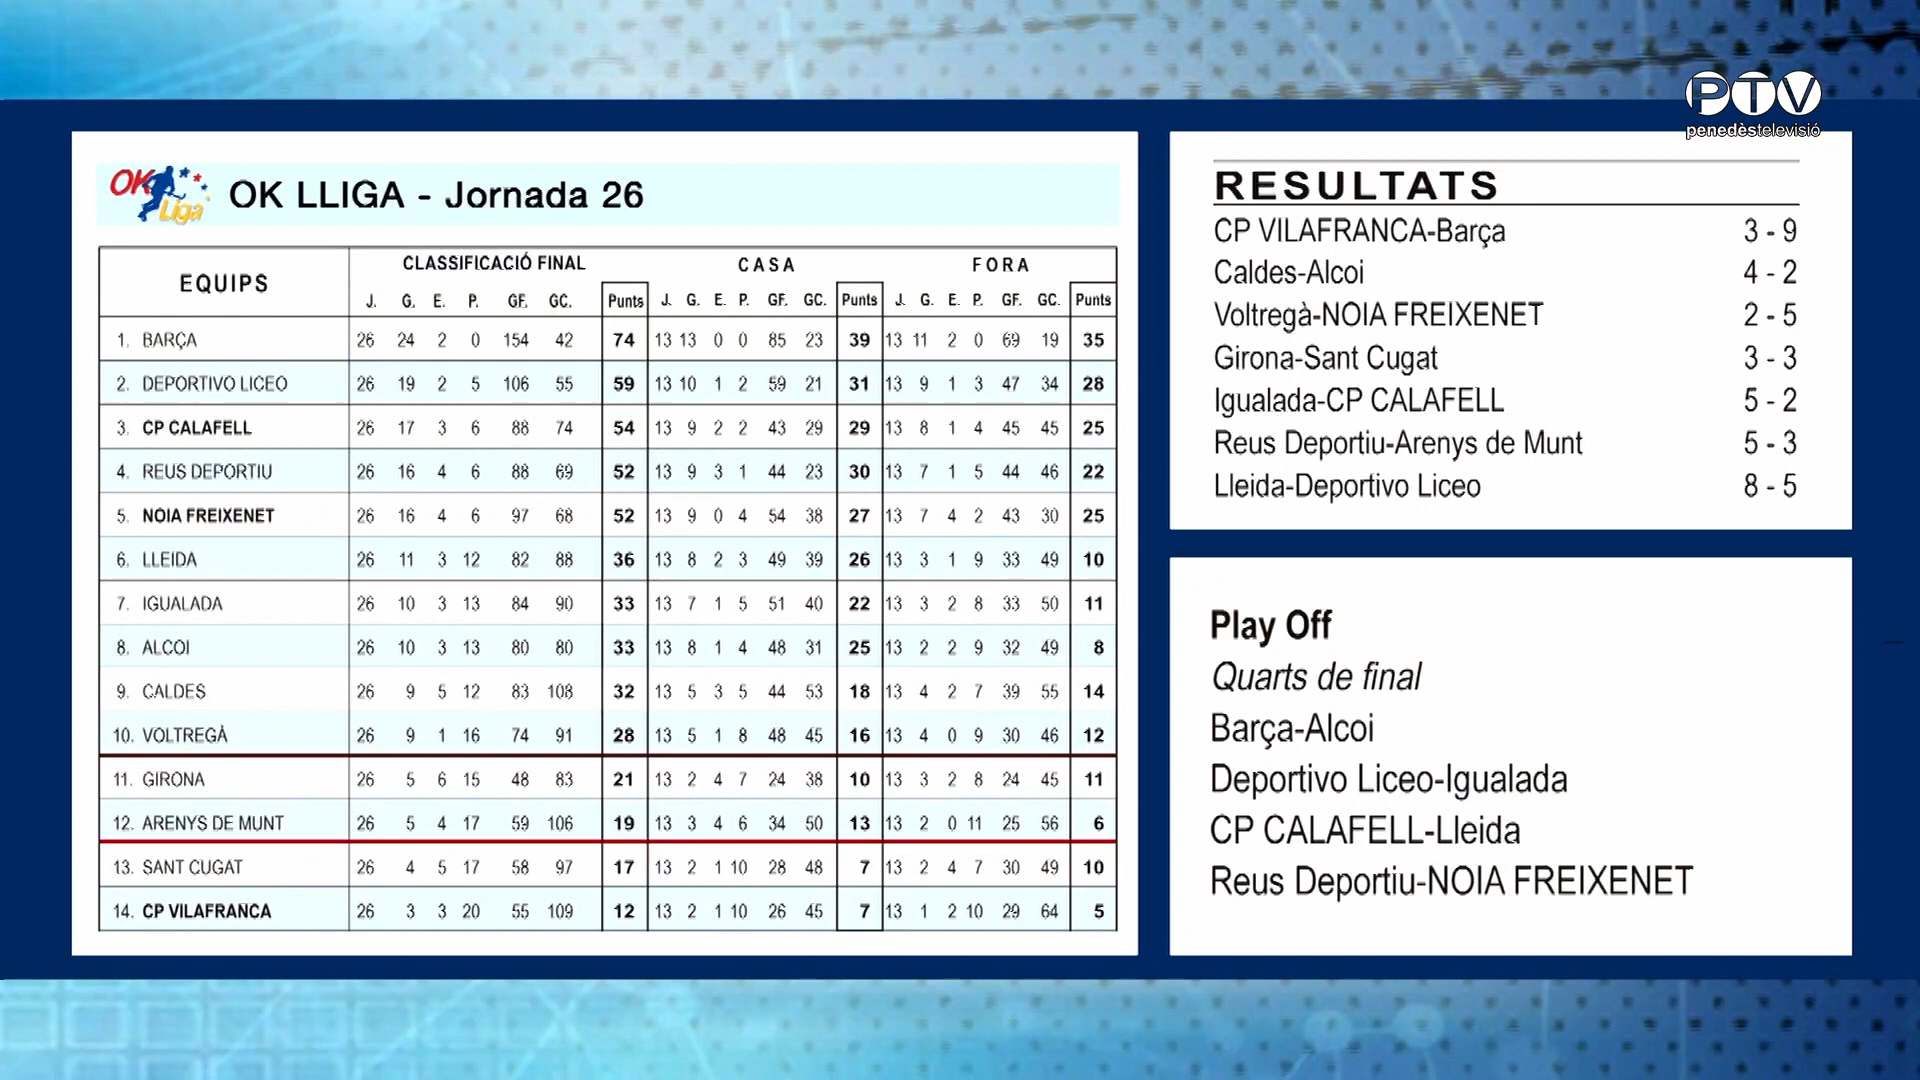 PTV
penedèstelevisió
OK Liga
OK LLIGA - Jornada 26
EQUIPS CLASSIFICACIÓ FINAL CASA FORA
J. G. E. P. GF. GC. Punts J. G. E. P. GF. GC. Punts J. G. E. P. GF. GC. Punts
1. BARÇA 26 24 2 0 154 42 74 13 13 0 0 85 23 39 13 11 2 0 69 19 35
2. DEPORTIVO LICEO 26 19 2 5 106 55 59 13 10 1 2 59 21 31 13 9 1 3 47 34 28
3. CP CALAFELL 26 17 3 6 88 74 54 13 9 2 2 43 29 29 13 8 1 4 45 45 25
4. REUS DEPORTIU 26 16 4 6 88 69 52 13 9 3 1 44 23 30 13 7 1 5 44 46 22
5. NOIA FREIXENET 26 16 4 6 97 68 52 13 9 0 4 54 38 27 13 7 4 2 43 30 25
6. LLEIDA 26 11 3 12 82 88 36 13 8 2 3 49 39 26 13 3 1 9 33 49 10
7. IGUALADA 26 10 3 13 84 90 33 13 7 1 5 51 40 22 13 3 2 8 33 50 11
8. ALCOI 26 10 3 13 80 80 33 13 8 1 4 48 31 25 13 2 2 9 32 49 8
9. CALDES 26 9 5 12 83 108 32 13 5 3 5 44 53 18 13 4 2 7 39 55 14
10. VOLTREGÀ 26 9 1 16 74 91 28 13 5 1 8 48 45 16 13 4 0 9 30 46 12
11. GIRONA 26 5 6 15 48 83 21 13 2 4 7 24 38 10 13 3 2 8 24 45 11
12. ARENYS DE MUNT 26 5 4 17 59 106 19 13 3 4 6 34 50 13 13 2 0 11 25 56 6
13. SANT CUGAT 26 4 5 17 58 97 17 13 2 1 10 28 48 7 13 2 4 7 30 49 10
14. CP VILAFRANCA 26 3 3 20 55 109 12 13 2 1 10 26 45 7 13 1 2 10 29 64 5
RESULTATS
CP VILAFRANCA-Barça 3 - 9
Caldes-Alcoi 4 - 2
Voltregà-NOIA FREIXENET 2 - 5
Girona-Sant Cugat 3 - 3
Igualada-CP CALAFELL 5 - 2
Reus Deportiu-Arenys de Munt 5 - 3
Lleida-Deportivo Liceo 8 - 5
Play Off
Quarts de final
Barça-Alcoi
Deportivo Liceo-Igualada
CP CALAFELL-Lleida
Reus Deportiu-NOIA FREIXENET